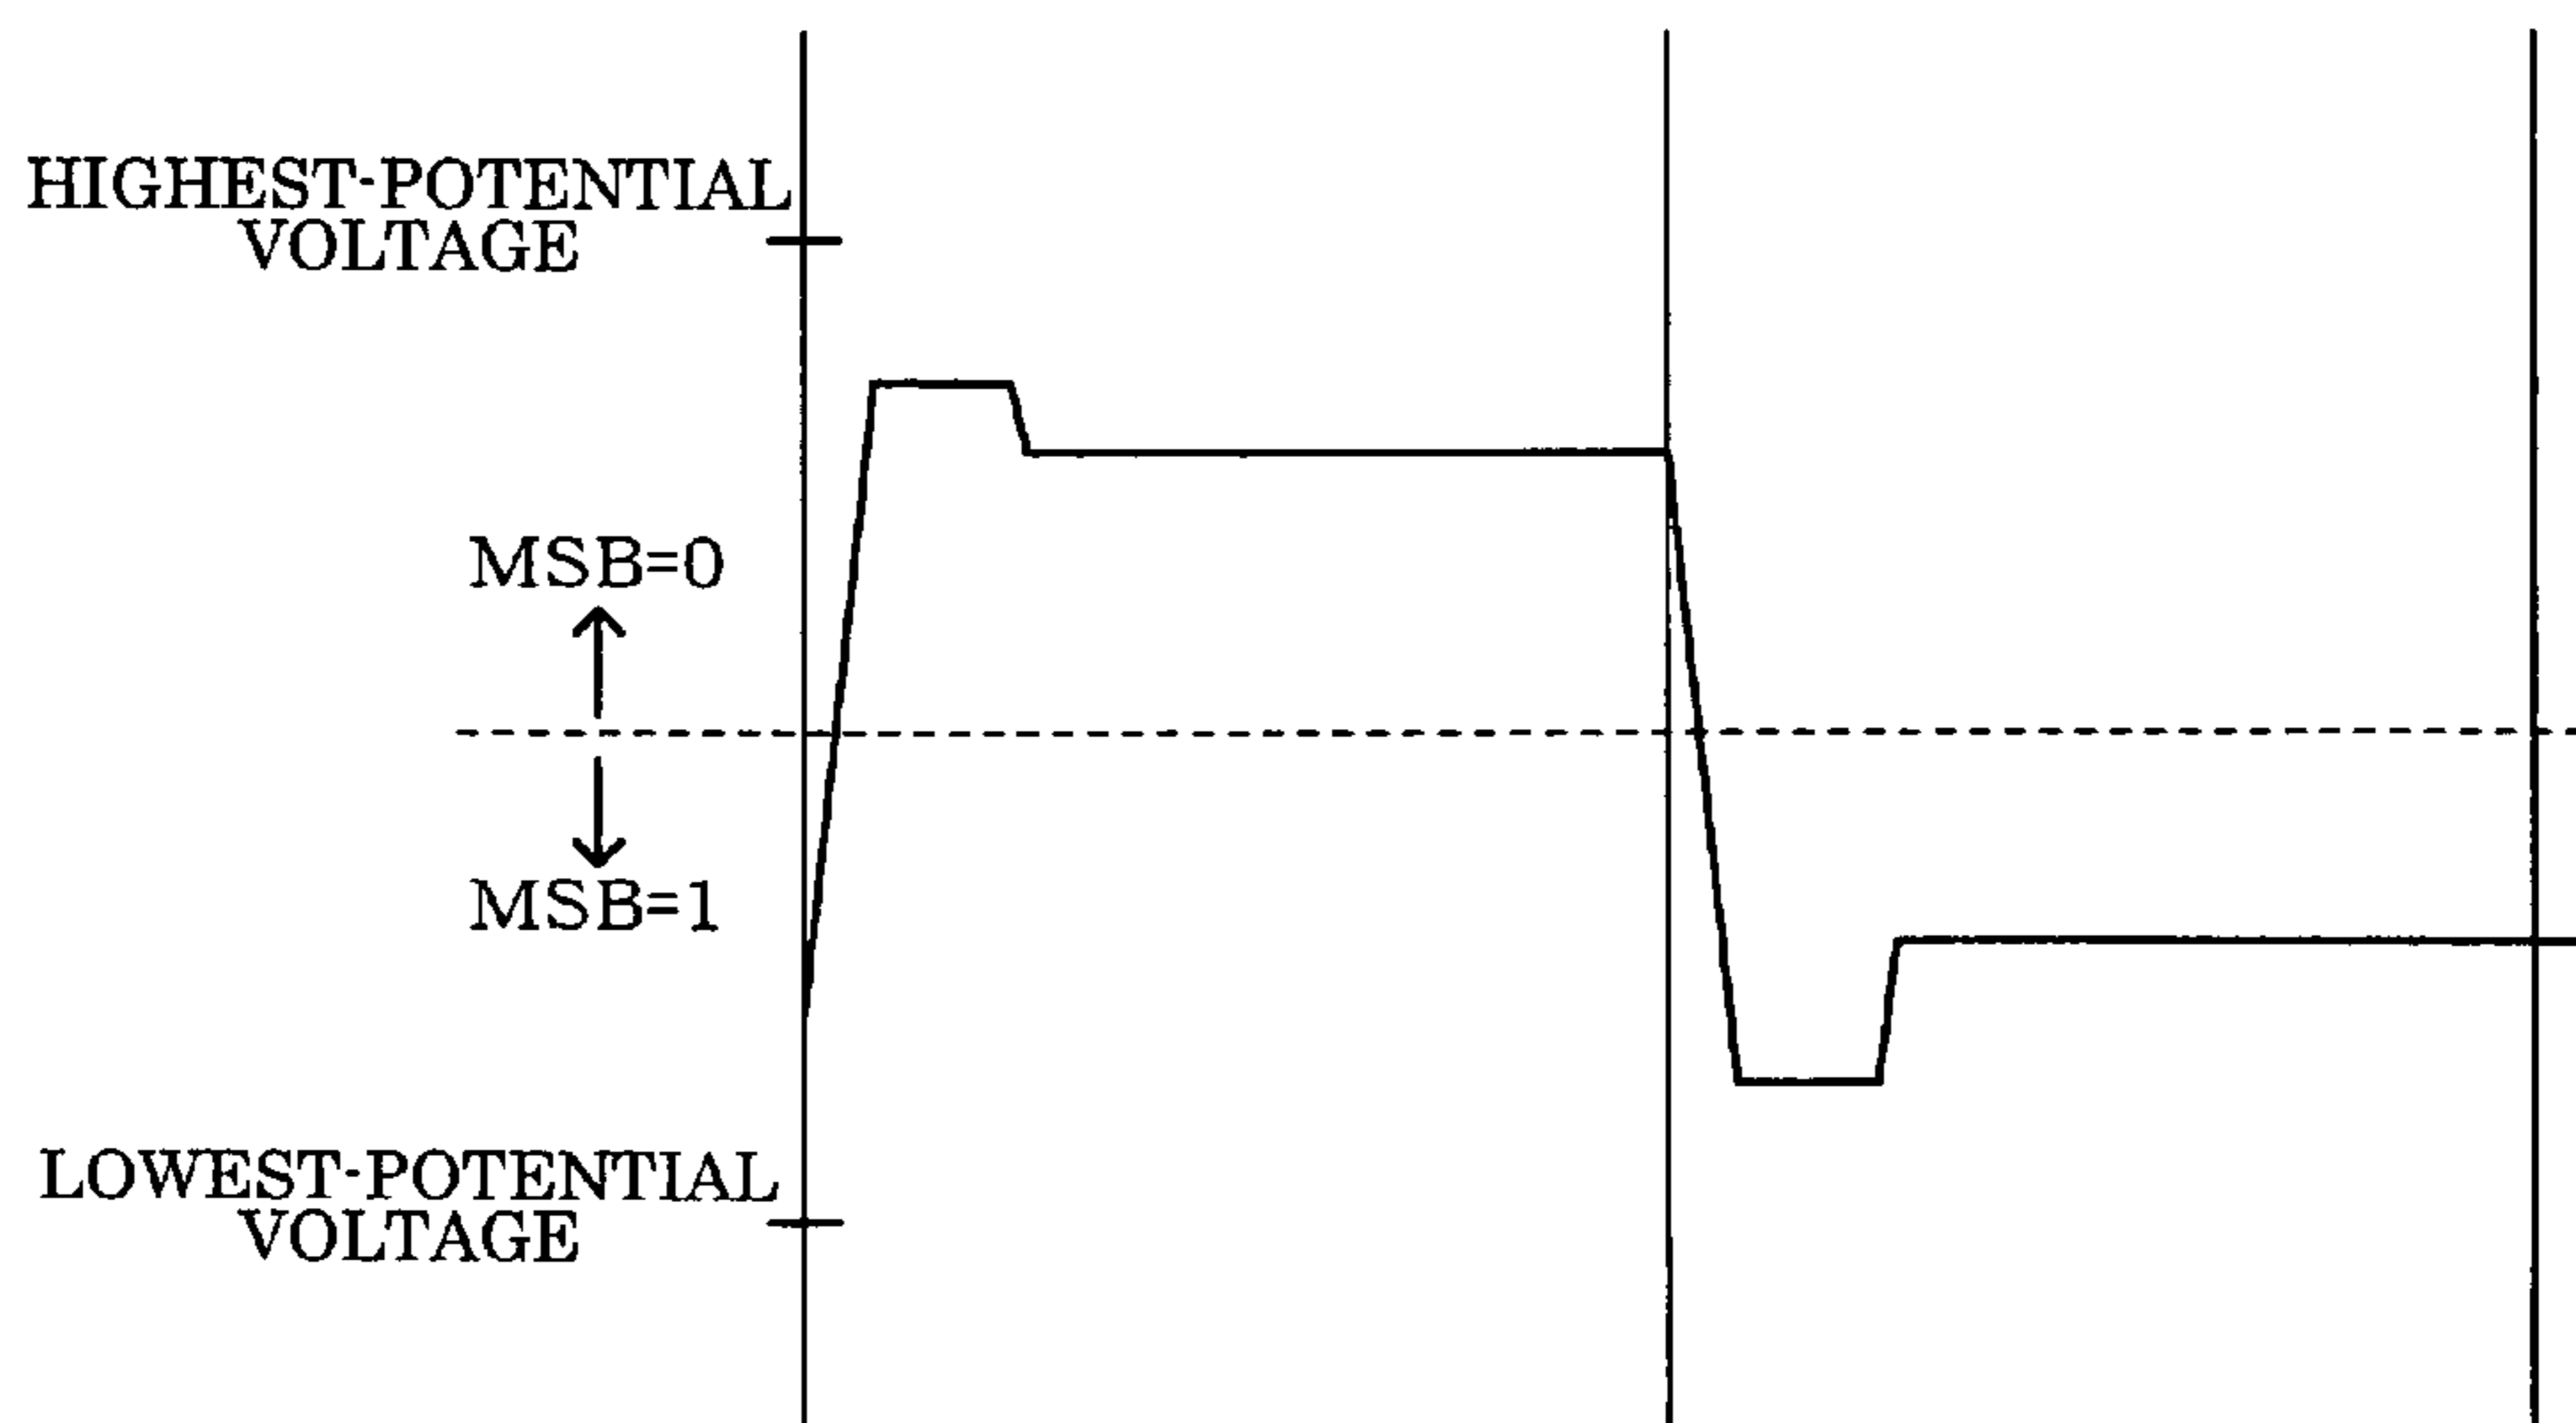 HIGHEST-POTENTIAL
VOLTAGE
MSB=0
MSB=1
LOWEST-POTENTIAL
VOLTAGE